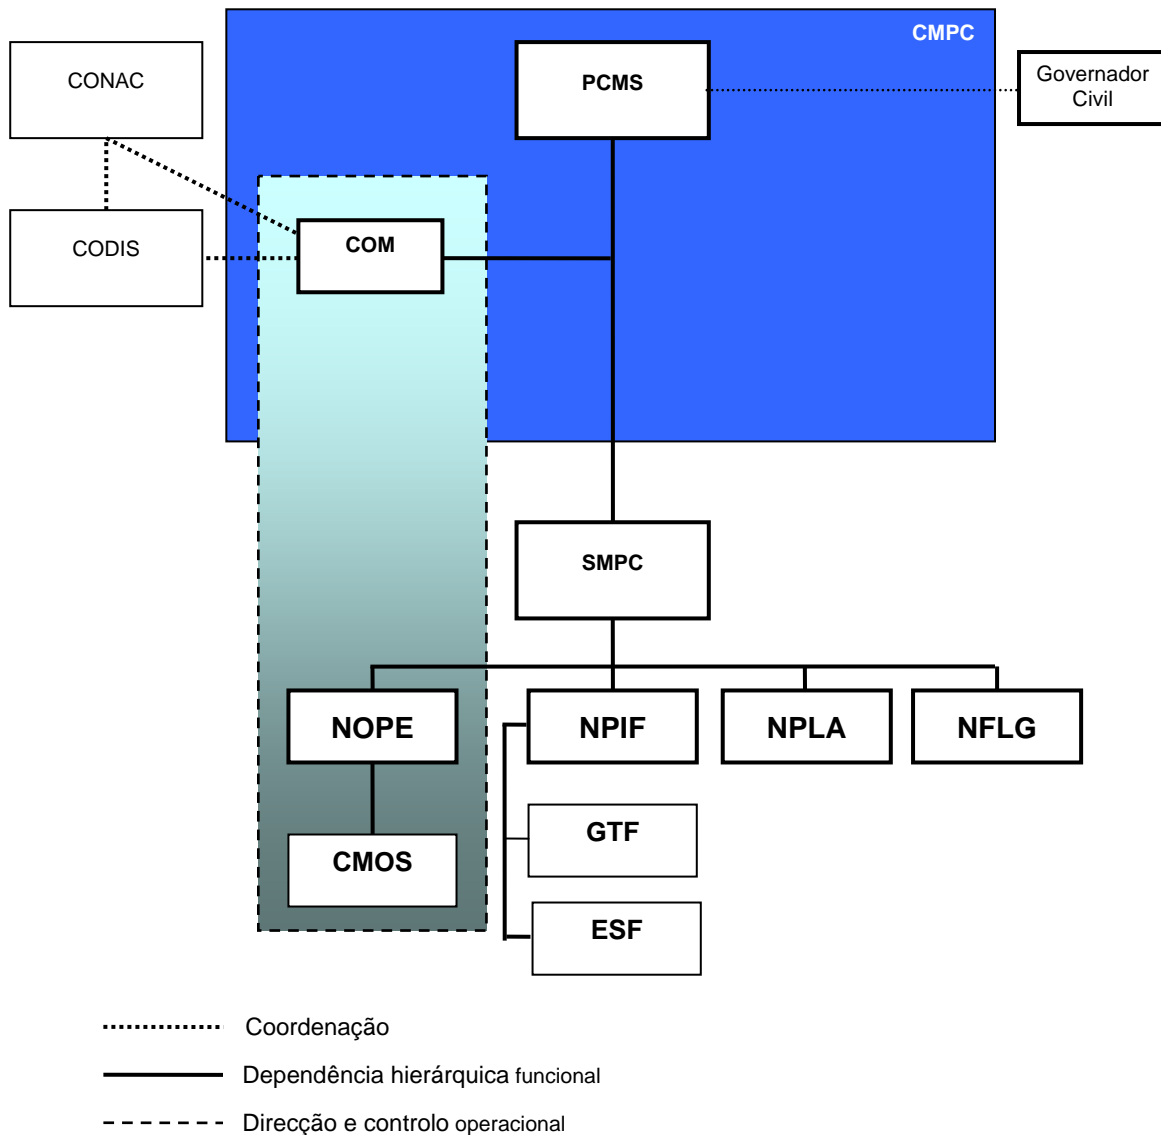 CMPC
CONAC
PCMS
Governador
Civil
CODIS
COM
SMPC
NOPE
NPIF
NPLA
NFLG
GTF
CMOS
ESF
Coordenação
Dependência hierárquica funcional
Direcção e controlo operacional